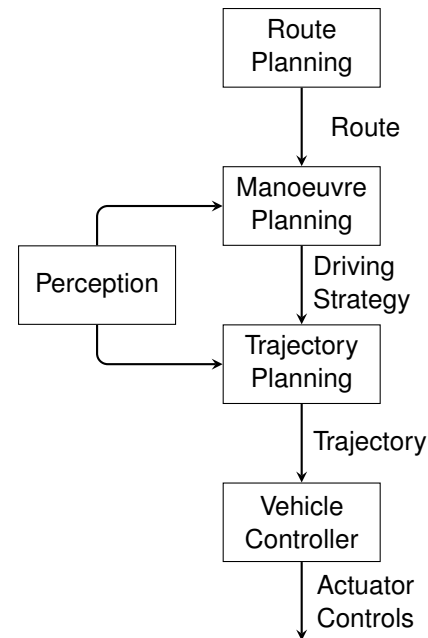 Route
Planning
Route
Manoeuvre
Planning
Perception
Driving
Strategy
Trajectory
Planning
Trajectory
Vehicle
Controller
Actuator
Controls